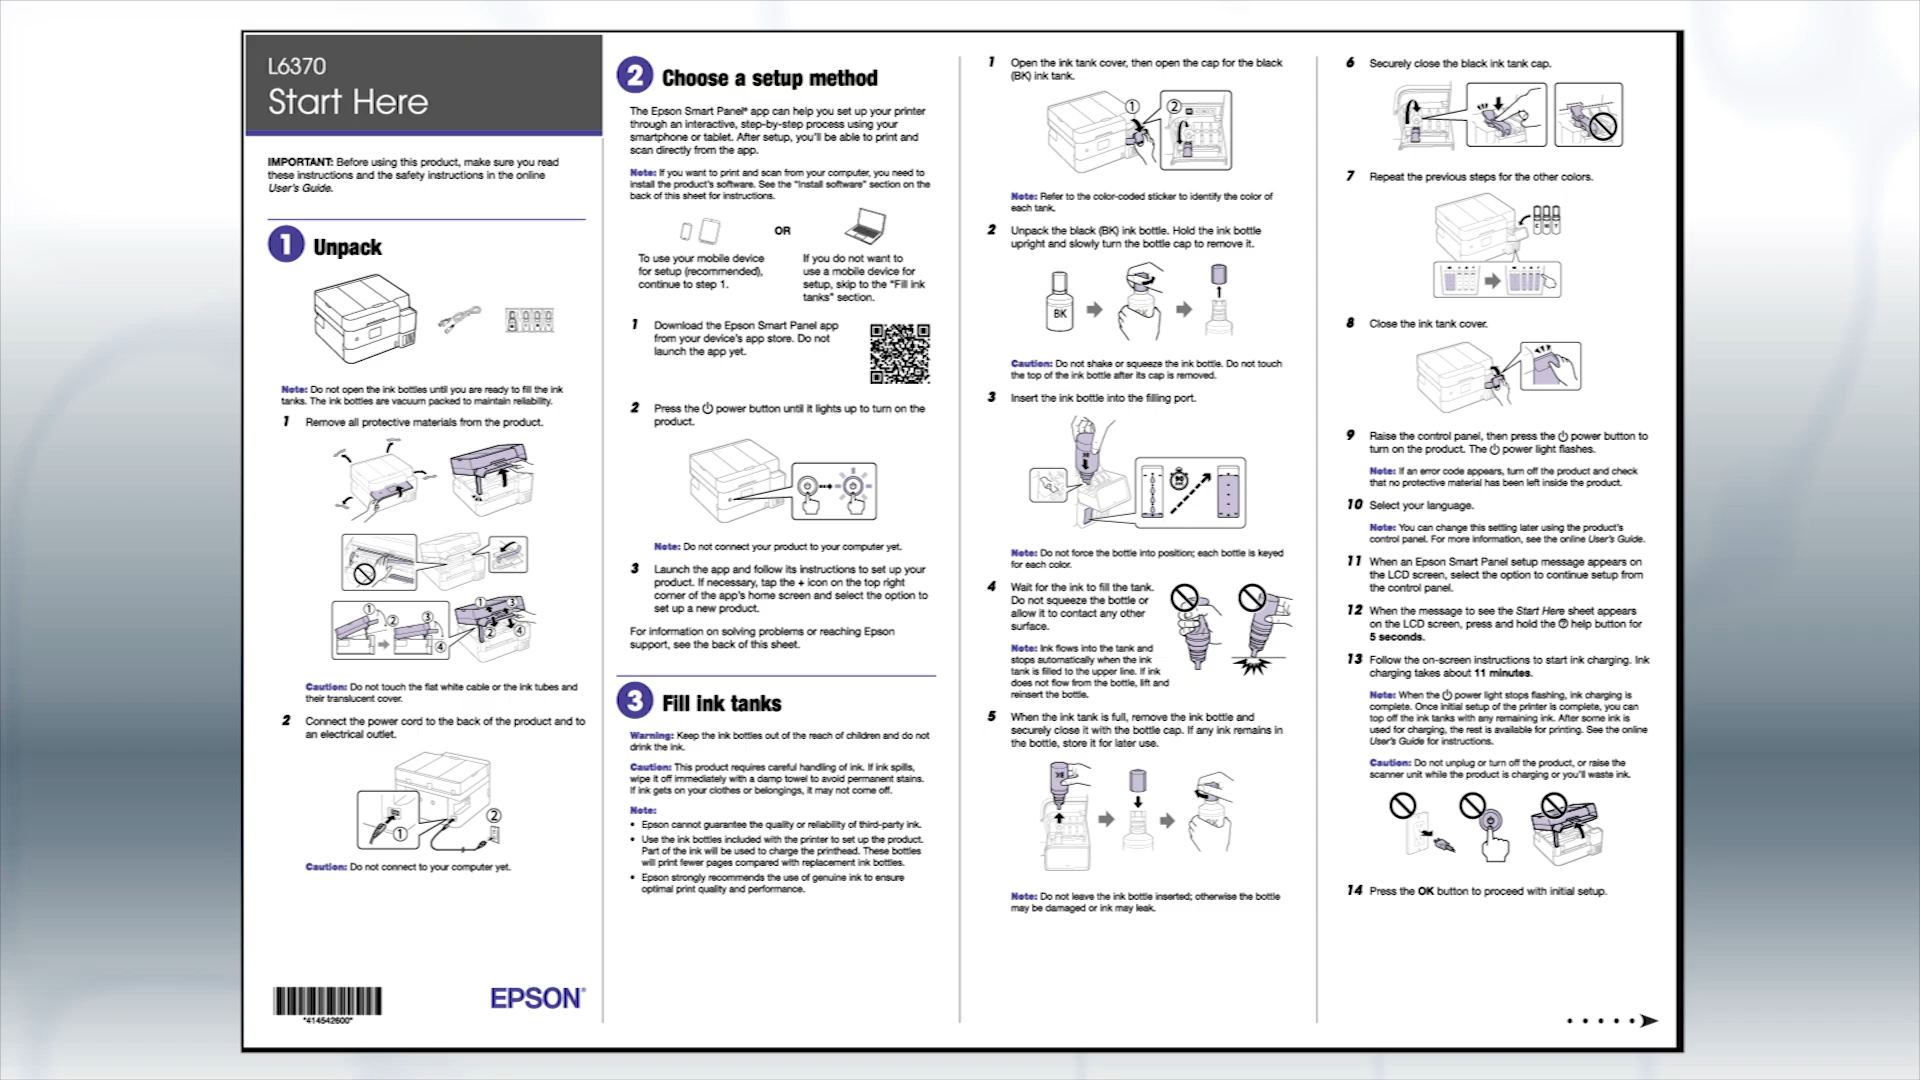 L6370
Start Here
IMPORTANT: Before using this product, make sure you read
these instructions and the safety instructions in the online
User's Guide.
1 Unpack
Note: Do not open the ink bottles until you are ready to fill the ink
tanks. The ink bottles are vacuum packed to maintain reliability.
1 Remove all protective materials from the product.
1
2
3
4
1
3
2
4
Caution: Do not touch the flat white cable or the ink tubes and
their translucent cover.
2 Connect the power cord to the back of the product and to
an electrical outlet.
1
2
Caution: Do not connect to your computer yet.
*414542600*
EPSON®
2 Choose a setup method
The Epson Smart Panel® app can help you set up your printer
through an interactive, step-by-step process using your
smartphone or tablet. After setup, you'll be able to print and
scan directly from the app.
Note: If you want to print and scan from your computer, you need to
install the product's software. See the "Install software" section on the
back of this sheet for instructions.
OR
To use your mobile device
for setup (recommended),
continue to step 1.
If you do not want to
use a mobile device for
setup, skip to the "Fill ink
tanks" section.
1 Download the Epson Smart Panel app
from your device's app store. Do not
launch the app yet.
2 Press the ⏻ power button until it lights up to turn on the
product.
Note: Do not connect your product to your computer yet.
3 Launch the app and follow its instructions to set up your
product. If necessary, tap the + icon on the top right
corner of the app's home screen and select the option to
set up a new product.
For information on solving problems or reaching Epson
support, see the back of this sheet.
3 Fill ink tanks
Warning: Keep the ink bottles out of the reach of children and do not
drink the ink.
Caution: This product requires careful handling of ink. If ink spills,
wipe it off immediately with a damp towel to avoid permanent stains.
If ink gets on your clothes or belongings, it may not come off.
Note:
• Epson cannot guarantee the quality or reliability of third-party ink.
• Use the ink bottles included with the printer to set up the product.
Part of the ink will be used to charge the printhead. These bottles
will print fewer pages compared with replacement ink bottles.
• Epson strongly recommends the use of genuine ink to ensure
optimal print quality and performance.
1 Open the ink tank cover, then open the cap for the black
(BK) ink tank.
1
2
Note: Refer to the color-coded sticker to identify the color of
each tank.
2 Unpack the black (BK) ink bottle. Hold the ink bottle
upright and slowly turn the bottle cap to remove it.
BK
Caution: Do not shake or squeeze the ink bottle. Do not touch
the top of the ink bottle after its cap is removed.
3 Insert the ink bottle into the filling port.
Note: Do not force the bottle into position; each bottle is keyed
for each color.
4 Wait for the ink to fill the tank.
Do not squeeze the bottle or
allow it to contact any other
surface.
Note: Ink flows into the tank and
stops automatically when the ink
tank is filled to the upper line. If ink
does not flow from the bottle, lift and
reinsert the bottle.
5 When the ink tank is full, remove the ink bottle and
securely close it with the bottle cap. If any ink remains in
the bottle, store it for later use.
Note: Do not leave the ink bottle inserted; otherwise the bottle
may be damaged or ink may leak.
6 Securely close the black ink tank cap.
7 Repeat the previous steps for the other colors.
C M Y
8 Close the ink tank cover.
9 Raise the control panel, then press the ⏻ power button to
turn on the product. The ⏻ power light flashes.
Note: If an error code appears, turn off the product and check
that no protective material has been left inside the product.
10 Select your language.
Note: You can change this setting later using the product's
control panel. For more information, see the online User's Guide.
11 When an Epson Smart Panel setup message appears on
the LCD screen, select the option to continue setup from
the control panel.
12 When the message to see the Start Here sheet appears
on the LCD screen, press and hold the ? help button for
5 seconds.
13 Follow the on-screen instructions to start ink charging. Ink
charging takes about 11 minutes.
Note: When the ⏻ power light stops flashing, ink charging is
complete. Once initial setup of the printer is complete, you can
top off the ink tanks with any remaining ink. After some ink is
used for charging, the rest is available for printing. See the online
User's Guide for instructions.
Caution: Do not unplug or turn off the product, or raise the
scanner unit while the product is charging or you'll waste ink.
14 Press the OK button to proceed with initial setup.